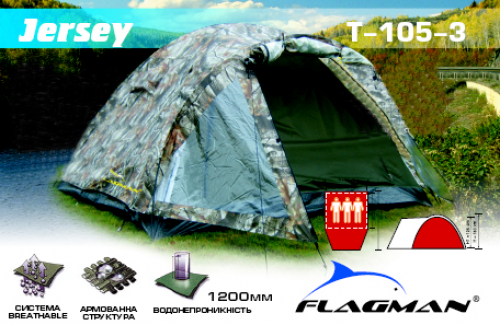 Jersey
T-105-3
СИСТЕМА
BREATHABLE
АРМОВАННА
СТРУКТУРА
ВОДОНЕПРОНИКНІСТЬ
1200мм
FLAGMAN